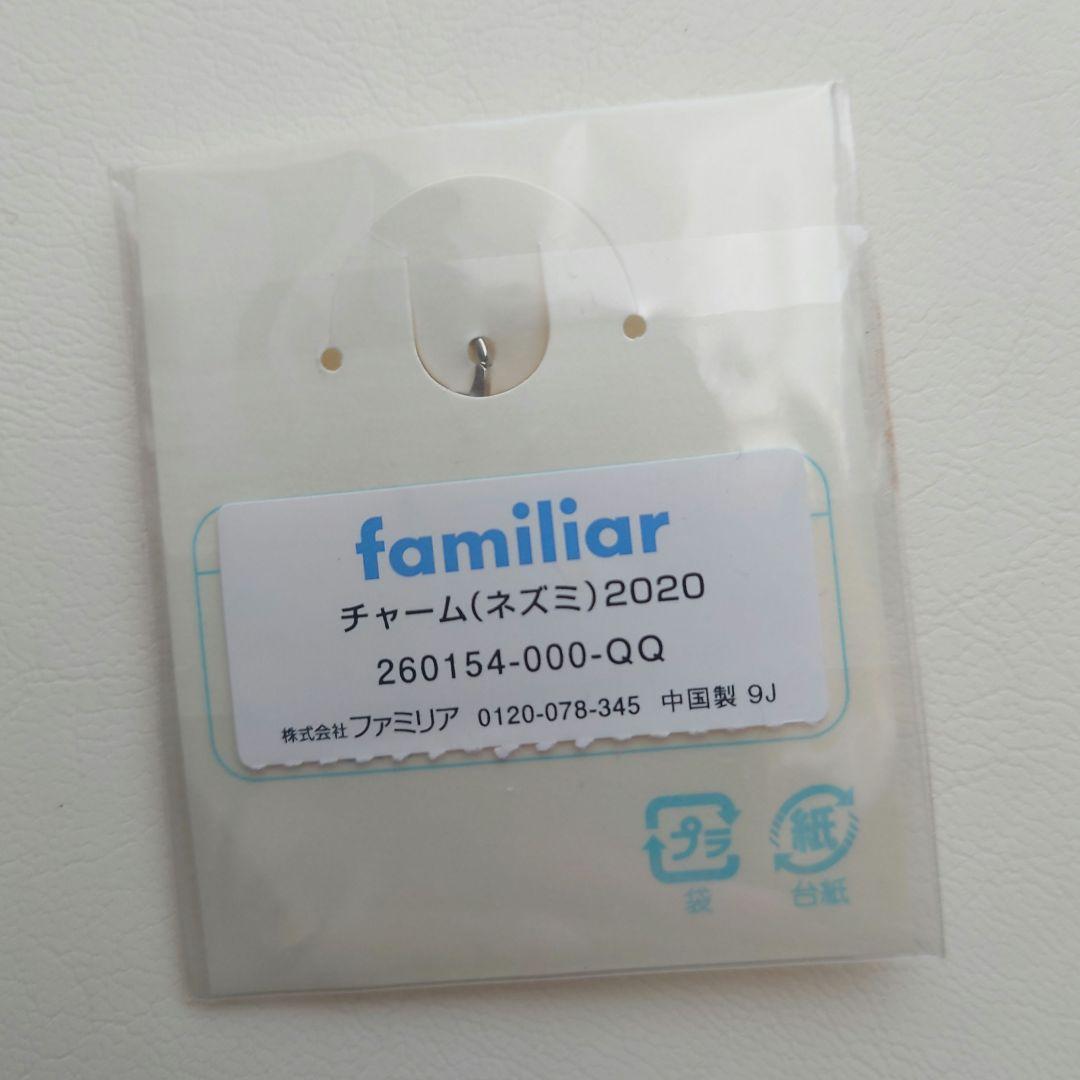 familiar
チャーム(ネズミ)2020
260154-000-QQ
株式会社ファミリア 0120-078-345 中国製 9J
プラ 紙
袋 台紙